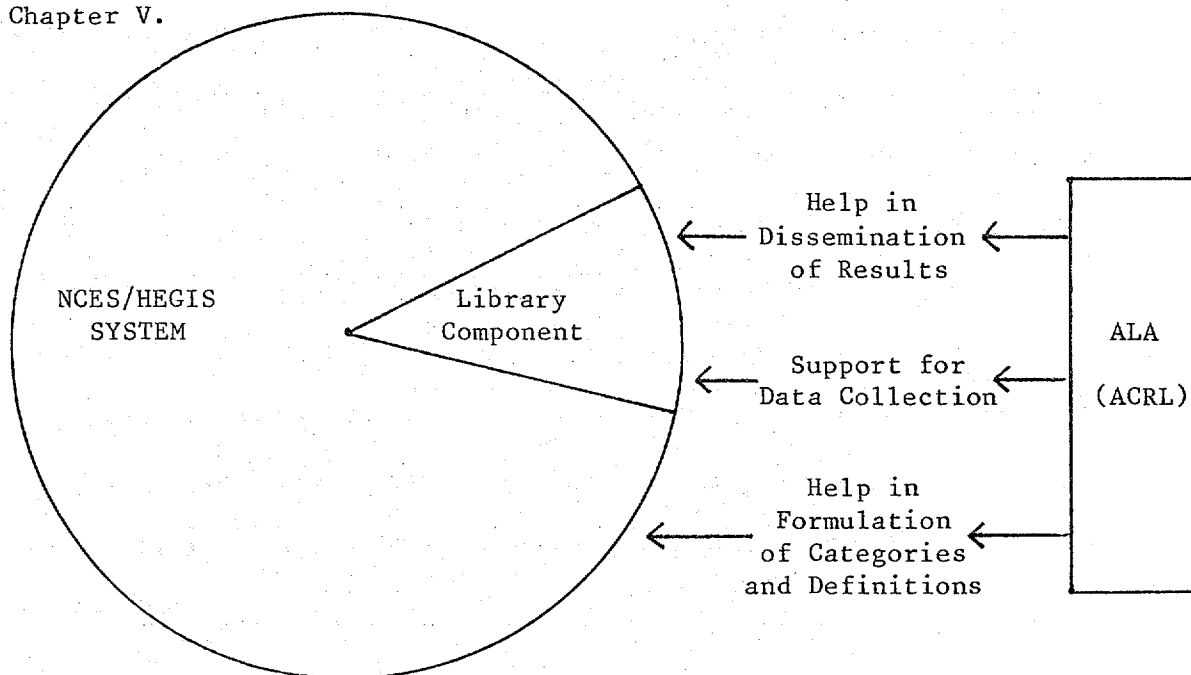 Chapter V.
NCES/HEGIS
SYSTEM
Library
Component
Help in
Dissemination
of Results
Support for
Data Collection
Help in
Formulation
of Categories
and Definitions
ALA
(ACRL)